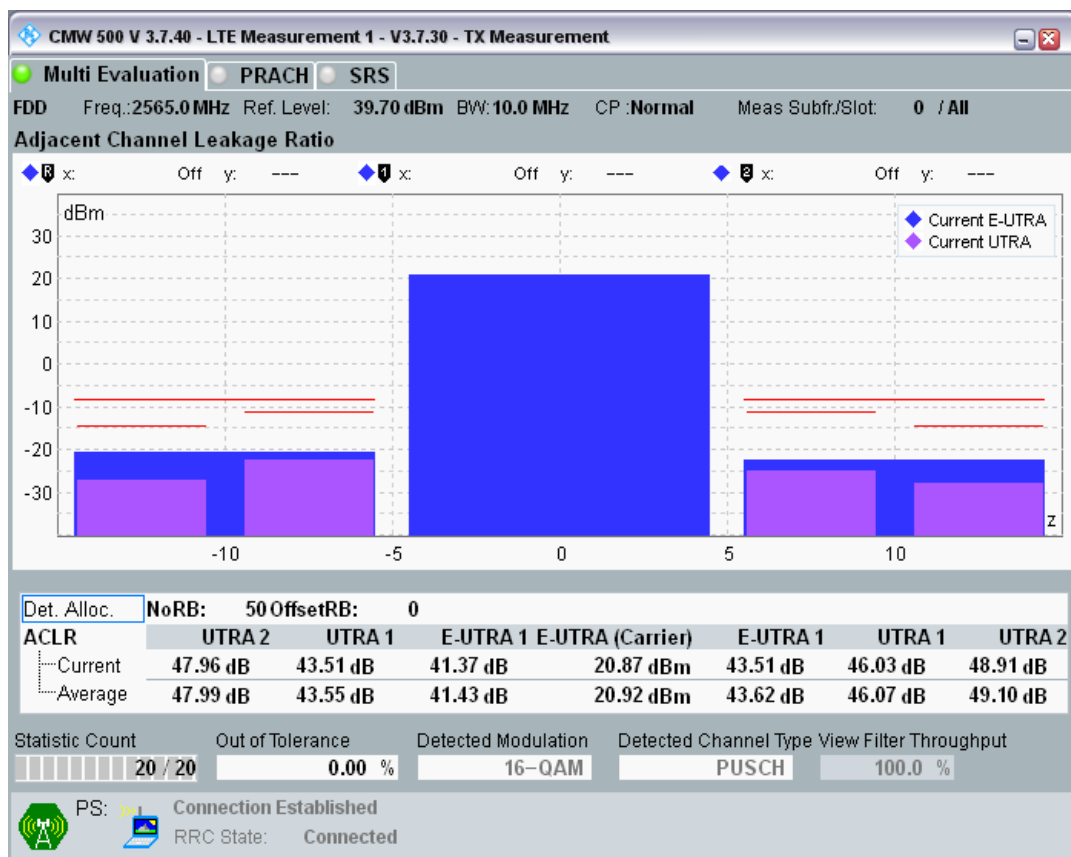 CMW 500 V 3.7.40 - LTE Measurement 1 - V3.7.30 - TX Measurement
Multi Evaluation PRACH SRS
FDD Freq.:2565.0 MHz Ref. Level: 39.70 dBm BW:10.0 MHz CP :Normal Meas Subfr./Slot: 0 / All
Adjacent Channel Leakage Ratio
R x: Off y: --- 1 x: Off y: --- 2 x: Off y: ---
dBm
Current E-UTRA
Current UTRA
30
20
10
0
-10
-20
-30
z
-10 -5 0 5 10
Det. Alloc. NoRB: 50 OffsetRB: 0
ACLR UTRA 2 UTRA 1 E-UTRA 1 E-UTRA (Carrier) E-UTRA 1 UTRA 1 UTRA 2
Current 47.96 dB 43.51 dB 41.37 dB 20.87 dBm 43.51 dB 46.03 dB 48.91 dB
Average 47.99 dB 43.55 dB 41.43 dB 20.92 dBm 43.62 dB 46.07 dB 49.10 dB
Statistic Count Out of Tolerance Detected Modulation Detected Channel Type View Filter Throughput
20 / 20 0.00 % 16-QAM PUSCH 100.0 %
PS: Connection Established
RRC State: Connected